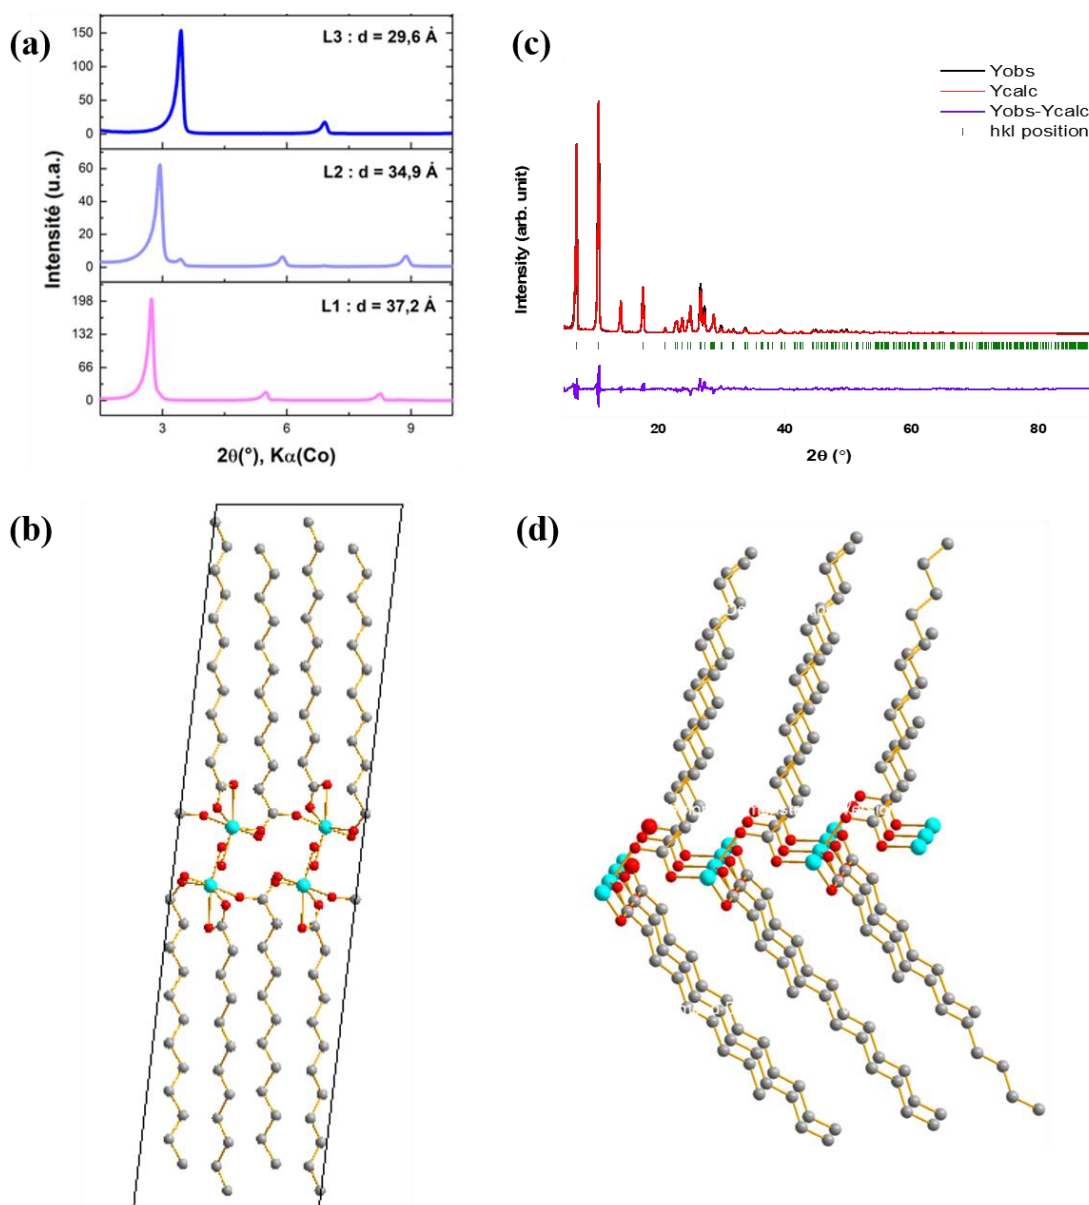 (a)
L3 : d = 29,6 Å
150
100
50
0
L2 : d = 34,9 Å
60
40
20
0
L1 : d = 37,2 Å
198
132
66
0
Intensité (u.a.)
3 6 9
2θ(°), Kα(Co)
(c)
Yobs
Ycalc
Yobs-Ycalc
hkl position
Intensity (arb. unit)
20 40 60 80
2θ (°)
(b)
(d)